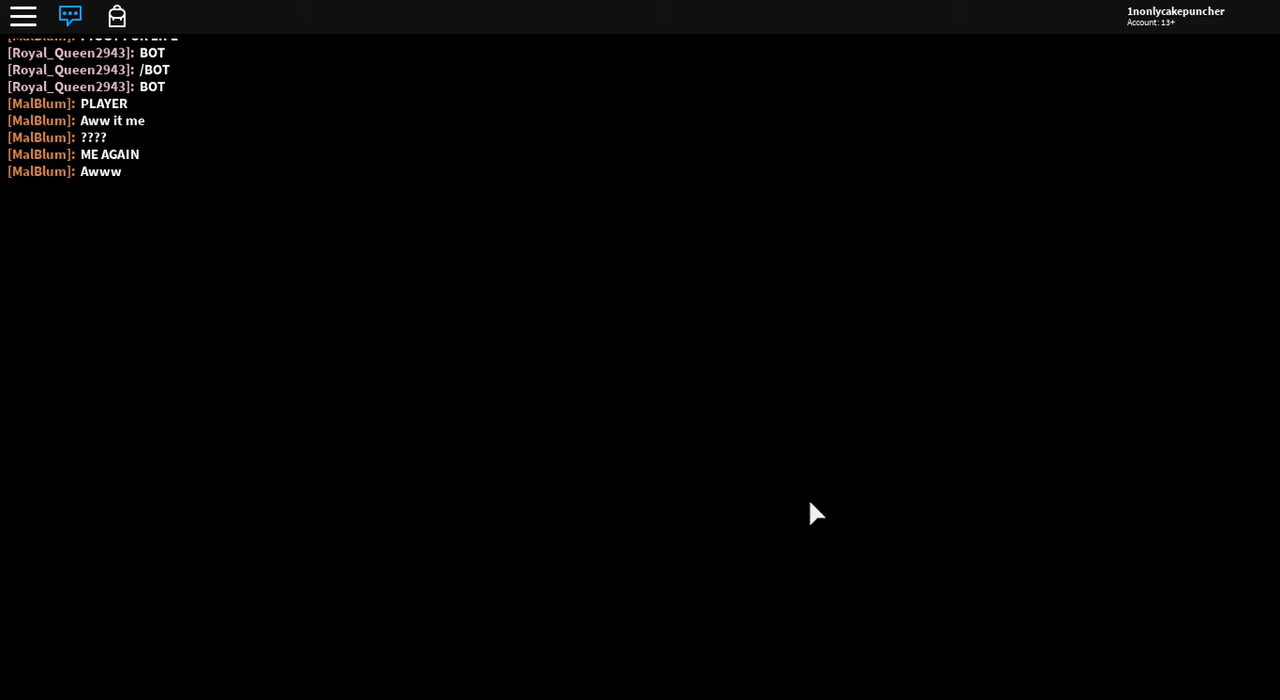 1nonlycakepuncher
Account: 13+
[Royal_Queen2943]: BOT
[Royal_Queen2943]: /BOT
[Royal_Queen2943]: BOT
[MalBlum]: PLAYER
[MalBlum]: Aww it me
[MalBlum]: ????
[MalBlum]: ME AGAIN
[MalBlum]: Awww